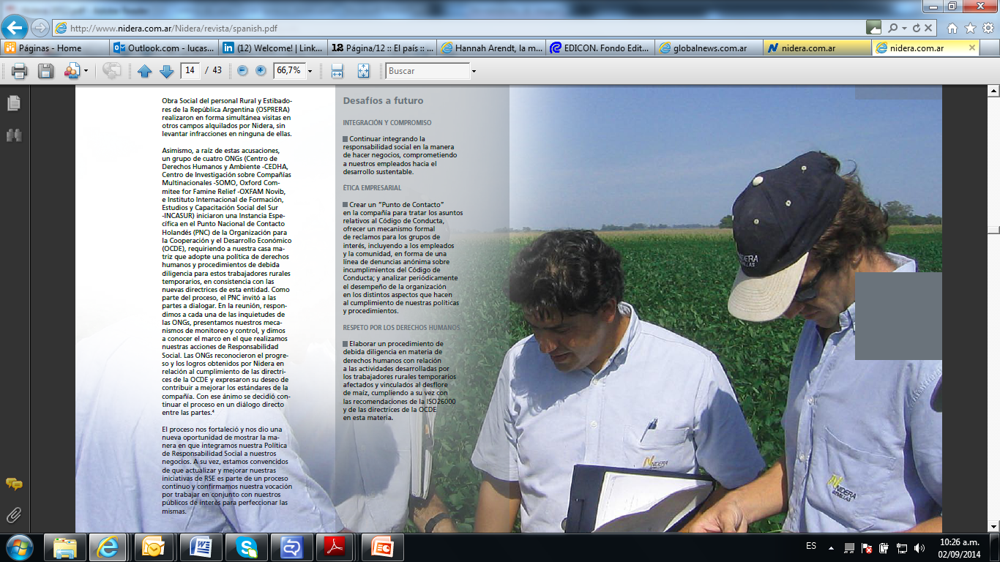 http://www.nidera.com.ar/Nidera/revista/spanish.pdf
Páginas - Home
Outlook.com - lucas...
(12) Welcome! | Link...
Página/12 :: El país :: ...
Hannah Arendt, la m...
EDICON. Fondo Edit...
globalnews.com.ar
nidera.com.ar
nidera.com.ar
14 / 43
66,7%
Buscar
Obra Social del personal Rural y Estibado-
res de la República Argentina (OSPRERA)
realizaron en forma simultánea visitas en
otros campos alquilados por Nidera, sin
levantar infracciones en ninguna de ellas.
Asimismo, a raíz de estas acusaciones,
un grupo de cuatro ONGs (Centro de
Derechos Humanos y Ambiente -CEDHA,
Centro de Investigación sobre Compañías
Multinacionales -SOMO, Oxford Com-
mitee for Famine Relief -OXFAM Novib,
e Instituto Internacional de Formación,
Estudios y Capacitación Social del Sur
-INCASUR) iniciaron una Instancia Espe-
cífica en el Punto Nacional de Contacto
Holandés (PNC) de la Organización para
la Cooperación y el Desarrollo Económico
(OCDE), requiriendo a nuestra casa ma-
triz que adopte una política de derechos
humanos y procedimientos de debida
diligencia para estos trabajadores rurales
temporarios, en consistencia con las
nuevas directrices de esta entidad. Como
parte del proceso, el PNC invitó a las
partes a dialogar. En la reunión, respon-
dimos a cada una de las inquietudes de
las ONGs, presentamos nuestros meca-
nismos de monitoreo y control, y dimos
a conocer el marco en el que realizamos
nuestras acciones de Responsabilidad
Social. Las ONGs reconocieron el progre-
so y los logros obtenidos por Nidera en
relación al cumplimiento de las directri-
ces de la OCDE y expresaron su deseo de
contribuir a mejorar los estándares de la
compañía. Con ese ánimo se decidió con-
tinuar el proceso en un diálogo directo
entre las partes.⁴
El proceso nos fortaleció y nos dio una
nueva oportunidad de mostrar la ma-
nera en que integramos nuestra Política
de Responsabilidad Social a nuestros
negocios. A su vez, estamos convencidos
de que actualizar y mejorar nuestras
iniciativas de RSE es parte de un proceso
continuo y confirmamos nuestra vocación
por trabajar en conjunto con nuestros
públicos de interés para perfeccionar las
mismas.
Desafíos a futuro
INTEGRACIÓN Y COMPROMISO
Continuar integrando la
responsabilidad social en la manera
de hacer negocios, comprometiendo
a nuestros empleados hacia el
desarrollo sustentable.
ÉTICA EMPRESARIAL
Crear un “Punto de Contacto”
en la compañía para tratar los asuntos
relativos al Código de Conducta,
ofrecer un mecanismo formal
de reclamos para los grupos de
interés, incluyendo a los empleados
y la comunidad, en forma de una
línea de denuncias anónima sobre
incumplimientos del Código de
Conducta; y analizar periódicamente
el desempeño de la organización
en los distintos aspectos que hacen
al cumplimiento de nuestras políticas
y procedimientos.
RESPETO POR LOS DERECHOS HUMANOS
Elaborar un procedimiento de
debida diligencia en materia de
derechos humanos con relación
a las actividades desarrolladas por
los trabajadores rurales temporarios
afectados y vinculados al desflore
de maíz, cumpliendo a su vez con
las recomendaciones de la ISO26000
y de las directrices de la OCDE
en esta materia.
NIDERA
SEMILLAS
NIDERA
NIDERA
SEMILLAS
ES
10:26 a.m.
02/09/2014